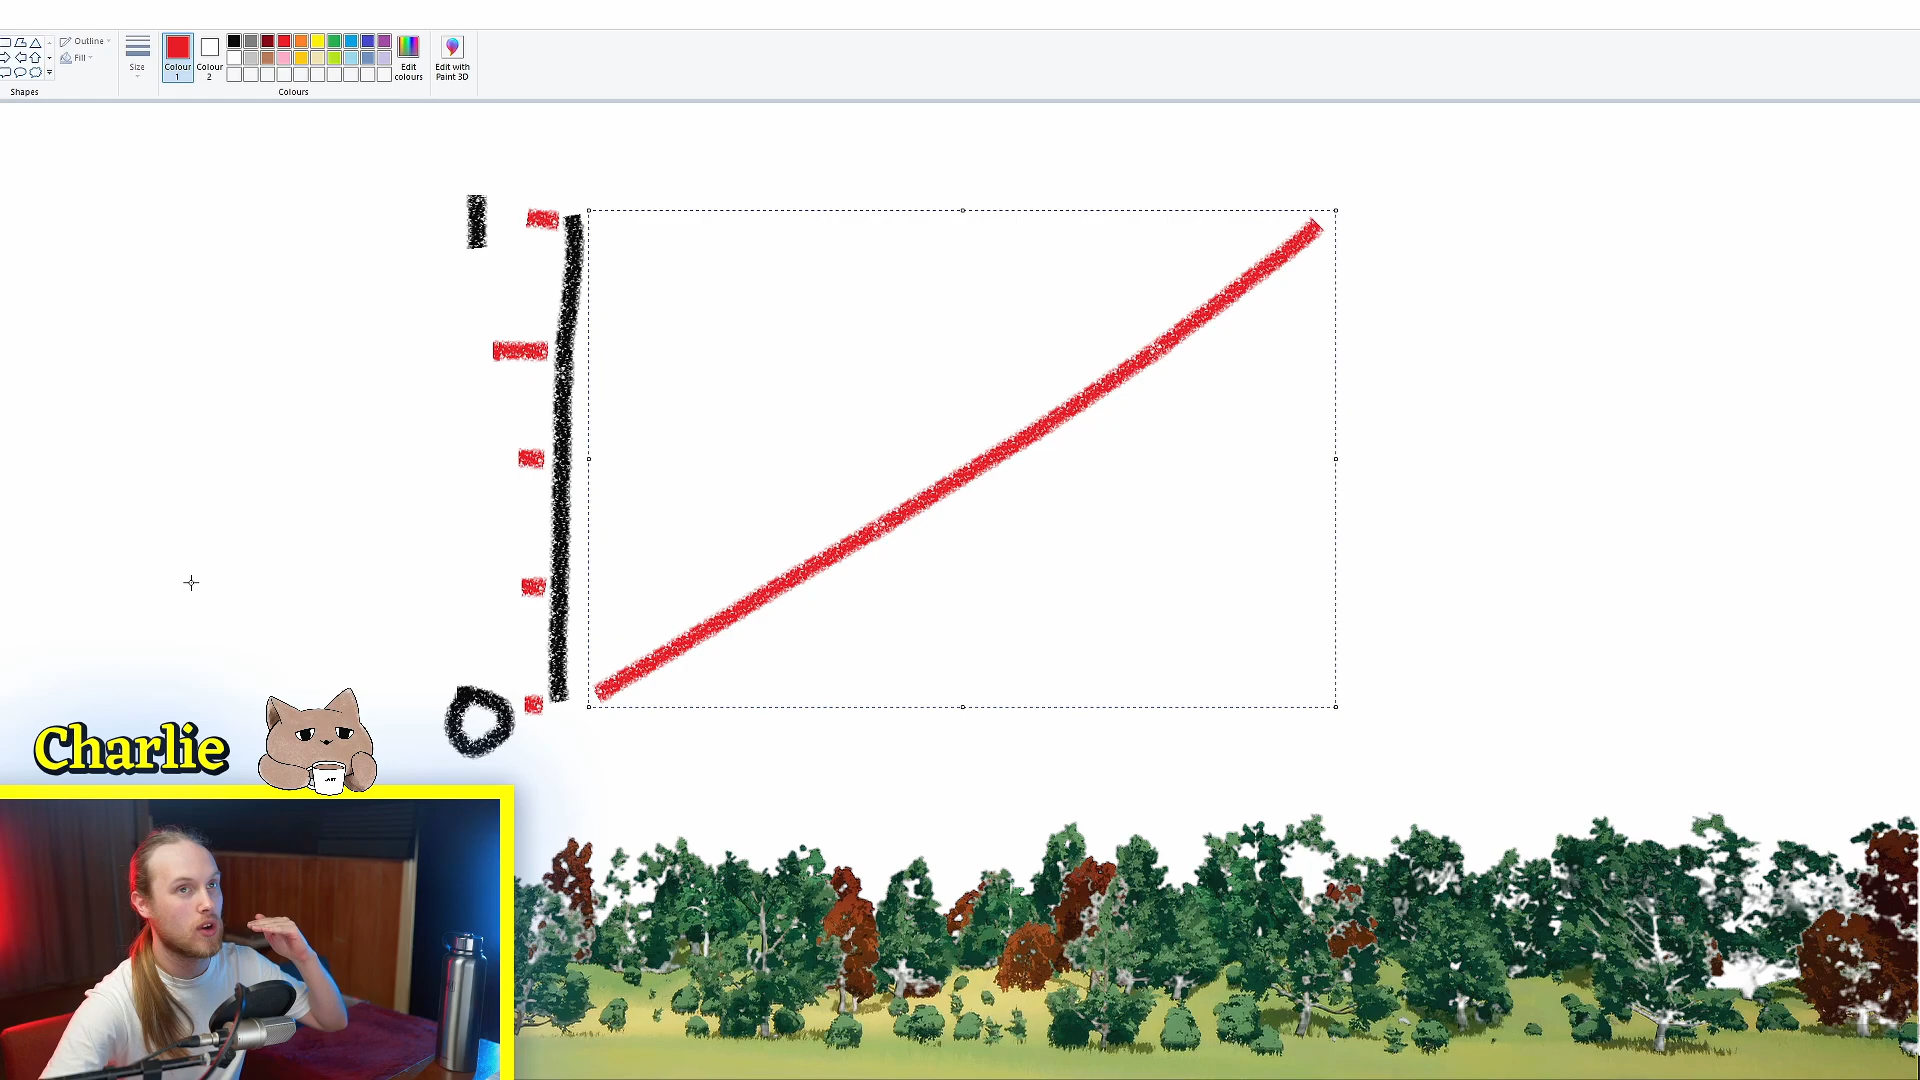 Outline
Fill
Size
Colour
1
Colour
2
Edit
colours
Edit with
Paint 3D
Shapes
Colours
1
0
Charlie